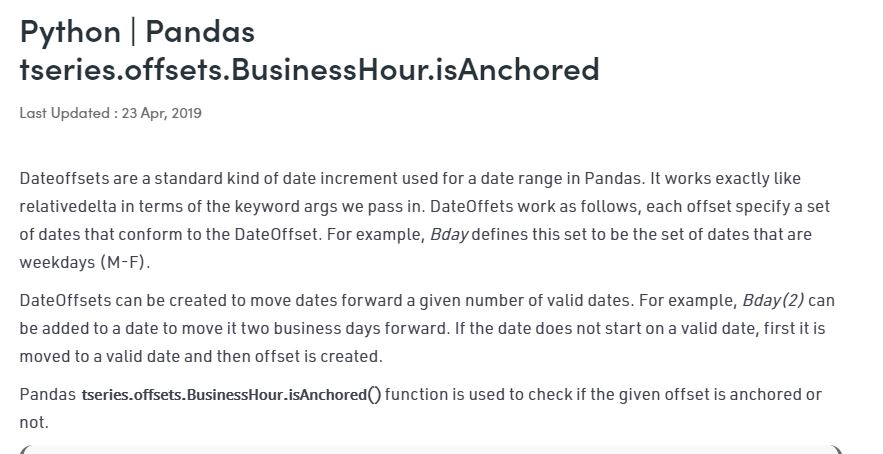 Python | Pandas
tseries.offsets.BusinessHour.isAnchored
Last Updated : 23 Apr, 2019
Dateoffsets are a standard kind of date increment used for a date range in Pandas. It works exactly like
relativedelta in terms of the keyword args we pass in. DateOffets work as follows, each offset specify a set
of dates that conform to the DateOffset. For example, Bday defines this set to be the set of dates that are
weekdays (M-F).
DateOffsets can be created to move dates forward a given number of valid dates. For example, Bday(2) can
be added to a date to move it two business days forward. If the date does not start on a valid date, first it is
moved to a valid date and then offset is created.
Pandas tseries.offsets.BusinessHour.isAnchored() function is used to check if the given offset is anchored or
not.